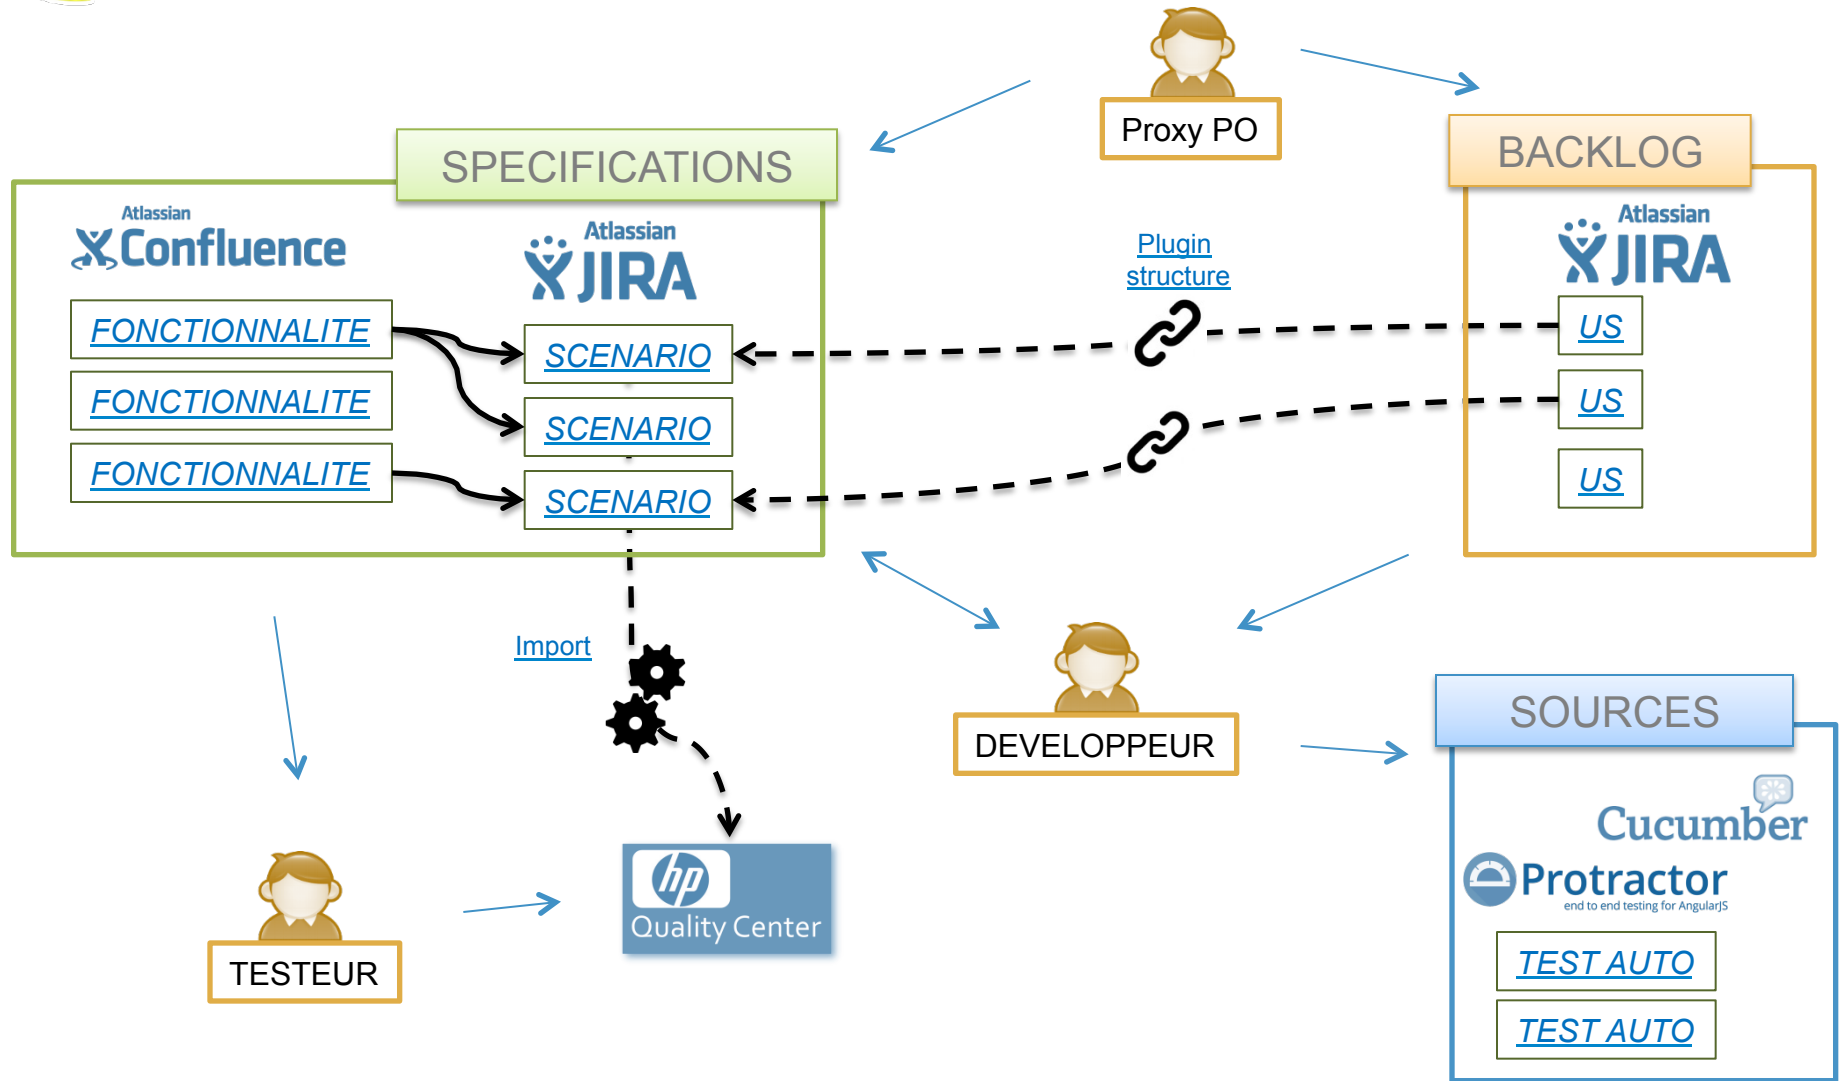 Proxy PO
SPECIFICATIONS
BACKLOG
Atlassian
Confluence
Atlassian
JIRA
Plugin
structure
Atlassian
JIRA
FONCTIONNALITE
FONCTIONNALITE
FONCTIONNALITE
SCENARIO
SCENARIO
SCENARIO
US
US
US
Import
DEVELOPPEUR
SOURCES
Cucumber
Protractor
end to end testing for AngularJS
TEST AUTO
TEST AUTO
hp
Quality Center
TESTEUR